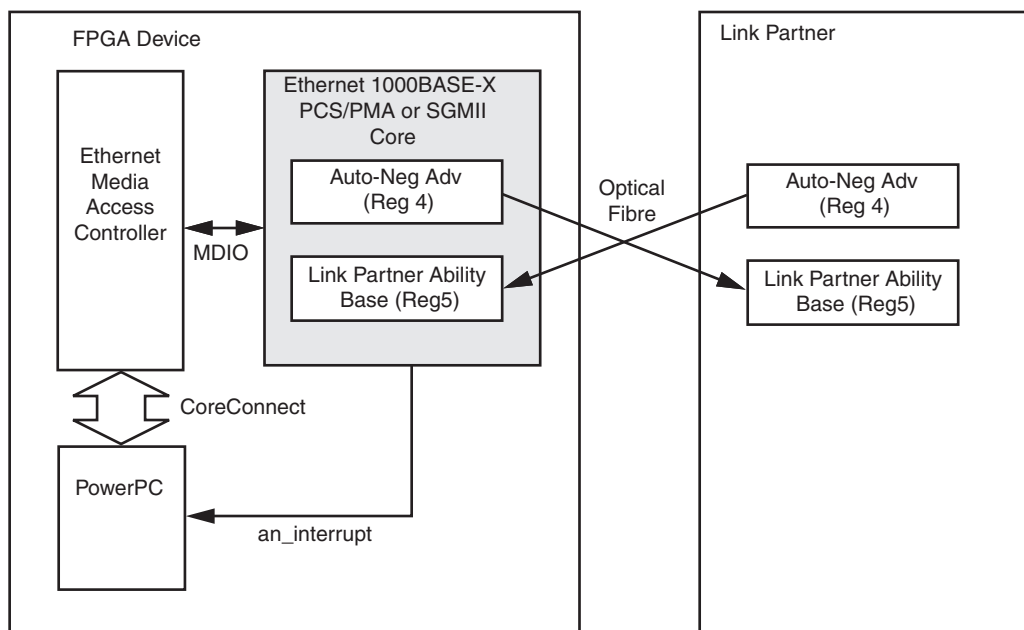 FPGA Device
Link Partner
Ethernet 1000BASE-X
PCS/PMA or SGMII
Core
Ethernet
Media
Access
Controller
MDIO
Auto-Neg Adv
(Reg 4)
Link Partner Ability
Base (Reg5)
Optical
Fibre
Auto-Neg Adv
(Reg 4)
Link Partner Ability
Base (Reg5)
CoreConnect
PowerPC
an_interrupt